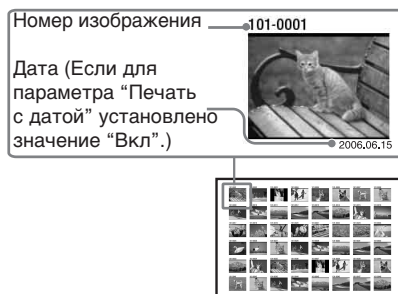 Номер изображения
101-0001
Дата (Если для
параметра “Печать
с датой” установлено
значение “Вкл”.)
2006.06.15